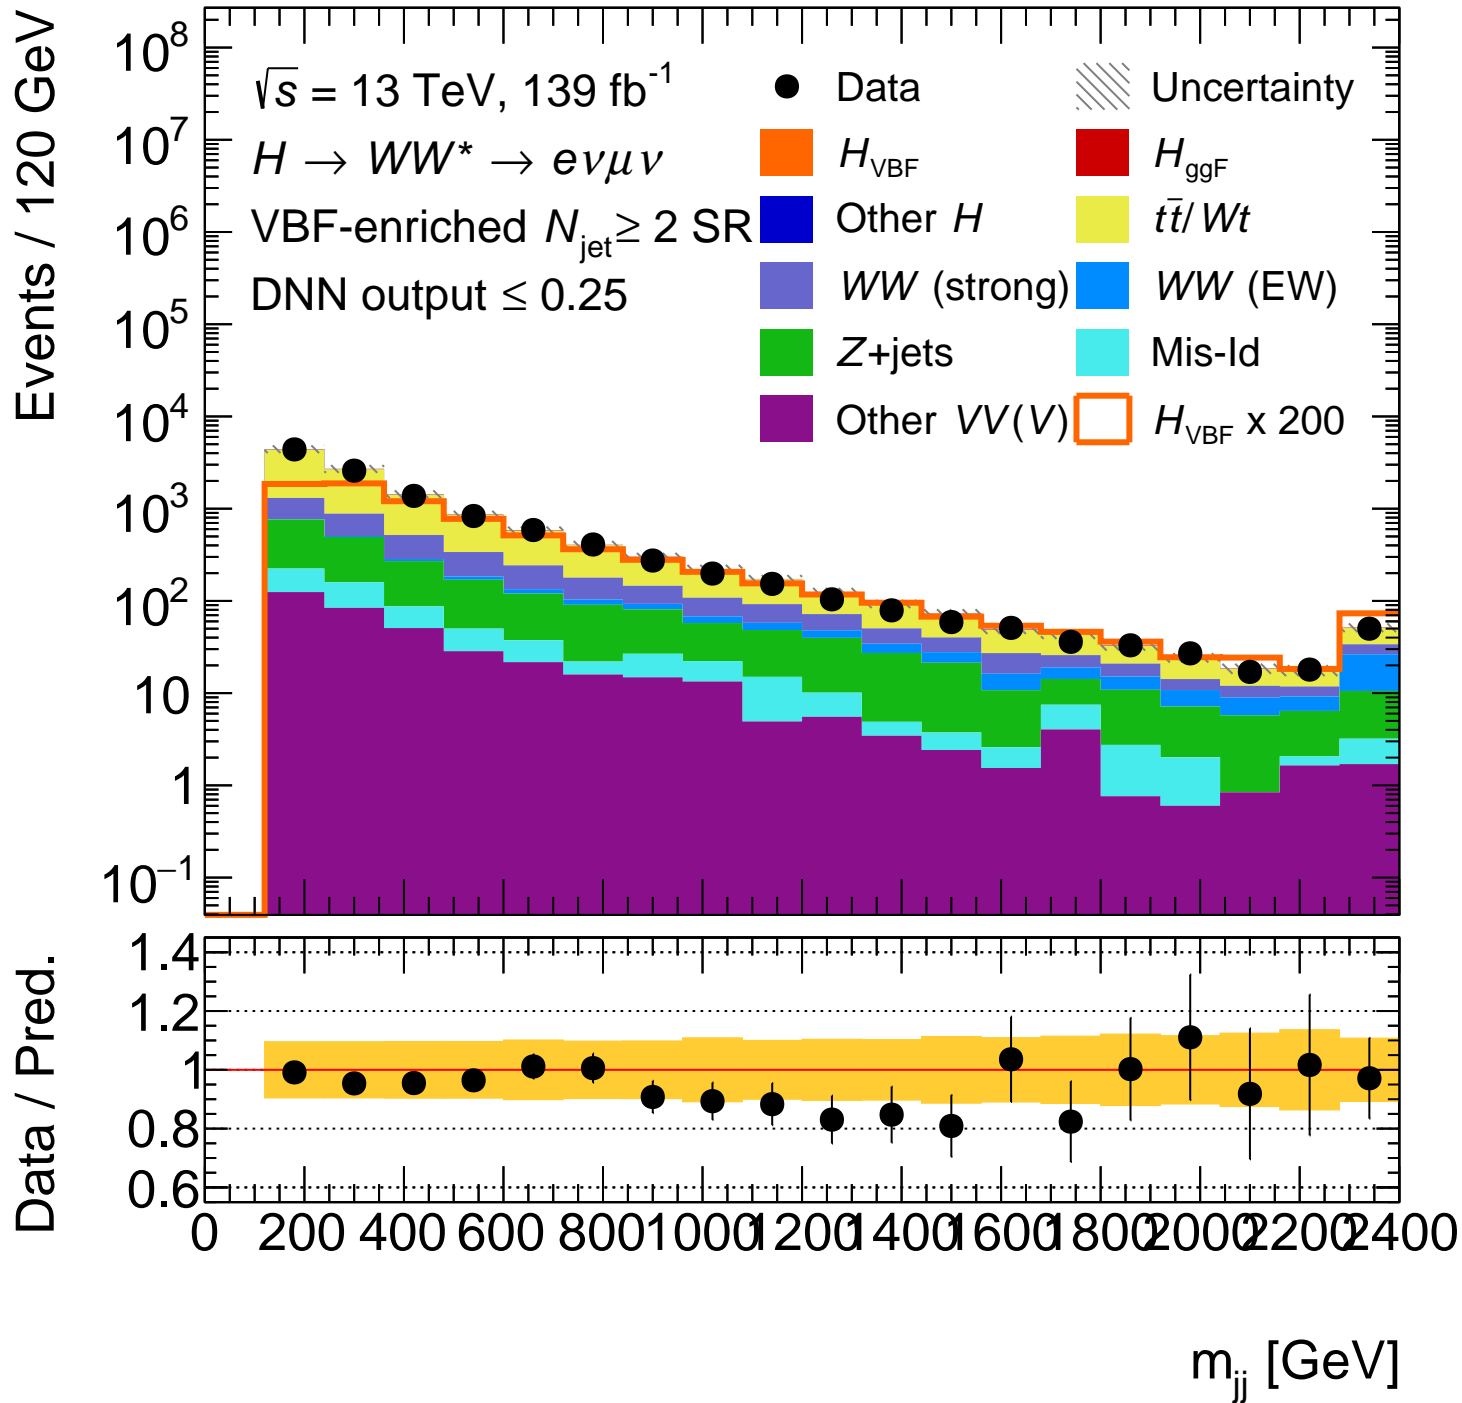 Events / 120 GeV
10⁸
10⁷
10⁶
10⁵
10⁴
10³
10²
10
1
10⁻¹
√s = 13 TeV, 139 fb⁻¹
H → WW* → eνμν
VBF-enriched N_jet ≥ 2 SR
DNN output ≤ 0.25
Data
Uncertainty
H_VBF
H_ggF
Other H
tt̄/Wt
WW (strong)
WW (EW)
Z+jets
Mis-Id
Other VV(V)
H_VBF x 200
Data / Pred.
1.4
1.2
1
0.8
0.6
0 200 400 600 800 1000 1200 1400 1600 1800 2000 2200 2400
m_jj [GeV]